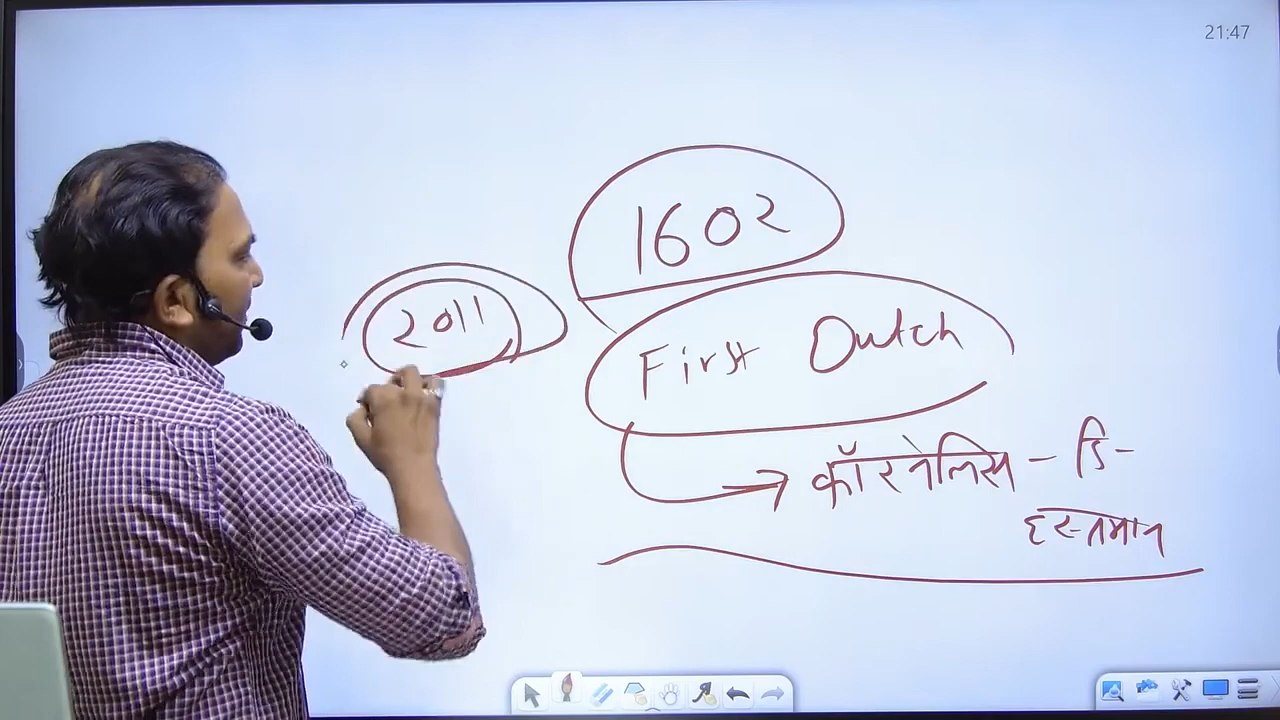 21:47
1602
2011
First Dutch
कॉरनेलिस - डि -
हस्तमान